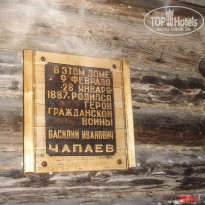 TOP HOTELS
В ЭТОМ ДОМЕ
9 ФЕВРАЛЯ
28 ЯНВАРЯ
1887. РОДИЛСЯ
ГЕРОЙ
ГРАЖДАНСКОЙ
ВОЙНЫ
ВАСИЛИЙ ИВАНОВИЧ
ЧАПАЕВ